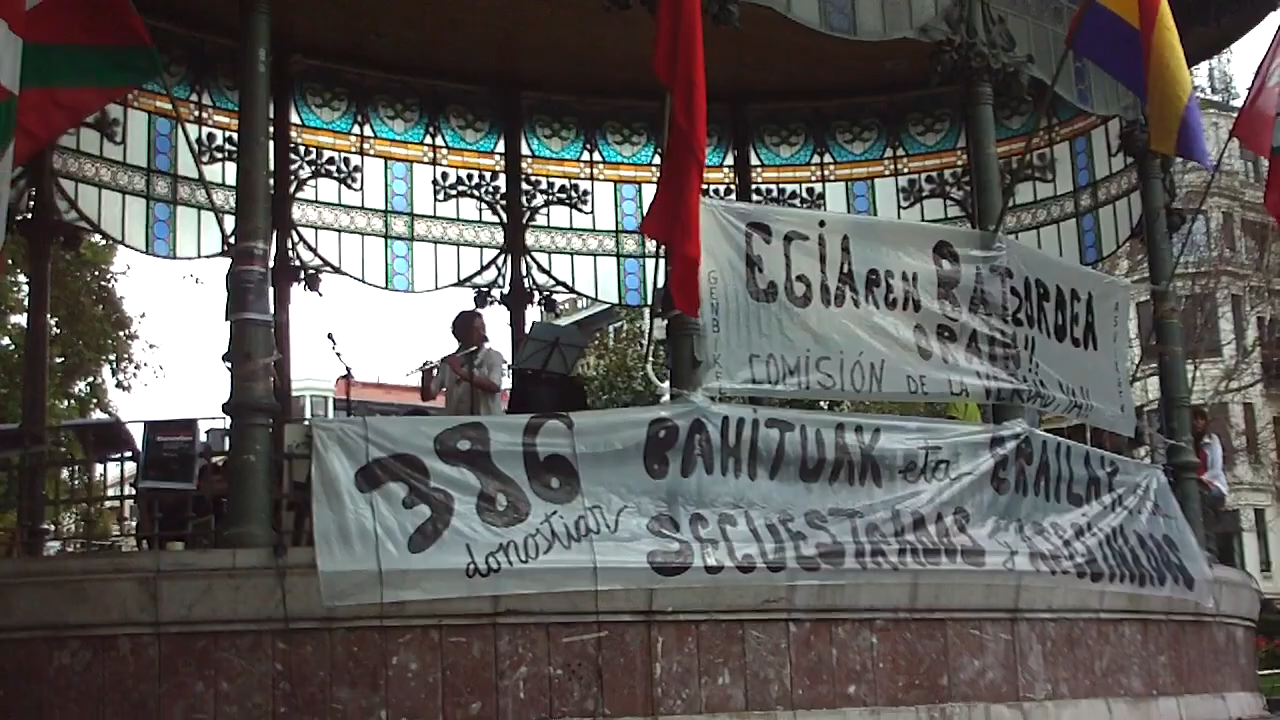 EGIAREN BATZORDEA
ORAIN!!
COMISIÓN DE LA VERDAD YA!!
386 donostiar
BAHITUAK eta ERAILAK
SECUESTRADOS y ASESINADOS